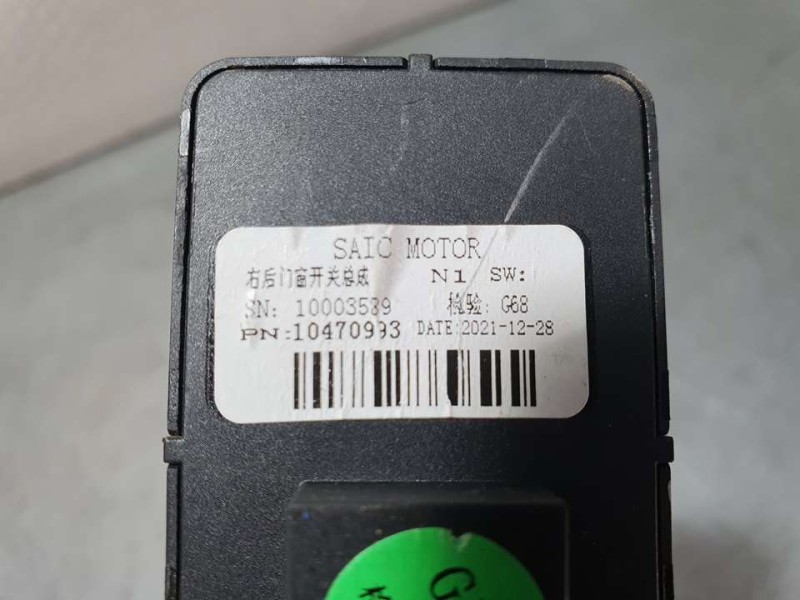 SAIC MOTOR
右后门窗开关总成 N1 SW:
SN: 10003589 检验: G68
PN:10470993 DATE:2021-12-28
G